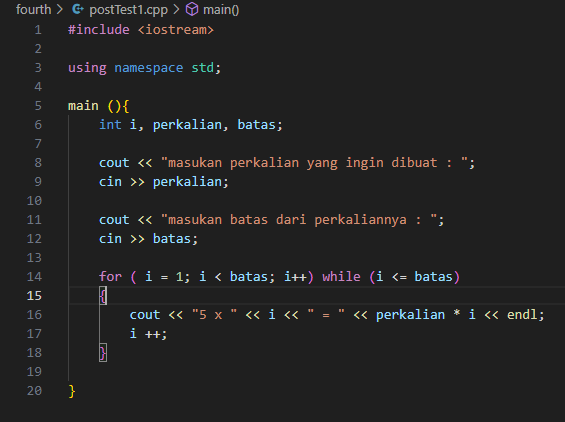 fourth > postTest1.cpp > main()
1 #include <iostream>
2
3 using namespace std;
4
5 main (){
6     int i, perkalian, batas;
7
8     cout << "masukan perkalian yang ingin dibuat : ";
9     cin >> perkalian;
10
11     cout << "masukan batas dari perkaliannya : ";
12     cin >> batas;
13
14     for ( i = 1; i < batas; i++) while (i <= batas)
15     {
16         cout << "5 x " << i << " = " << perkalian * i << endl;
17         i ++;
18     }
19
20 }